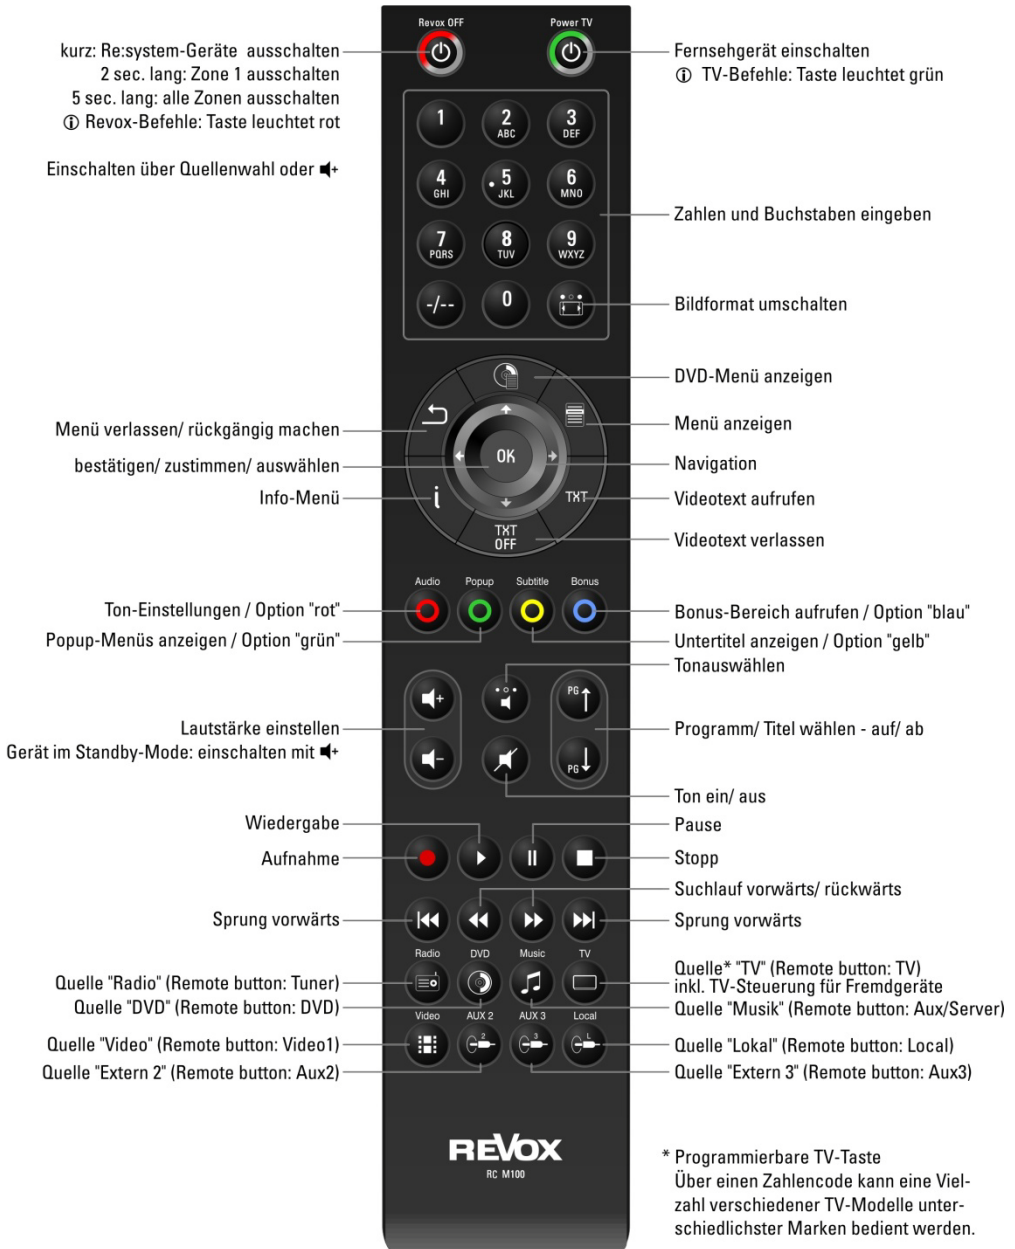 Revox OFF
Power TV
kurz: Re:system-Geräte ausschalten
2 sec. lang: Zone 1 ausschalten
5 sec. lang: alle Zonen ausschalten
ⓘ Revox-Befehle: Taste leuchtet rot
Einschalten über Quellenwahl oder +
Fernsehgerät einschalten
ⓘ TV-Befehle: Taste leuchtet grün
1
2
ABC
3
DEF
4
GHI
5
JKL
6
MNO
7
PQRS
8
TUV
9
WXYZ
-/--
0
Zahlen und Buchstaben eingeben
Bildformat umschalten
DVD-Menü anzeigen
Menü anzeigen
Menü verlassen/ rückgängig machen
bestätigen/ zustimmen/ auswählen
Info-Menü
OK
i
TXT
TXT
OFF
Navigation
Videotext aufrufen
Videotext verlassen
Audio
Popup
Subtitle
Bonus
Ton-Einstellungen / Option "rot"
Popup-Menüs anzeigen / Option "grün"
Bonus-Bereich aufrufen / Option "blau"
Untertitel anzeigen / Option "gelb"
Tonauswählen
+
PG
Lautstärke einstellen
Gerät im Standby-Mode: einschalten mit +
Programm/ Titel wählen - auf/ ab
-
PG
Ton ein/ aus
Wiedergabe
Aufnahme
Pause
Stopp
Suchlauf vorwärts/ rückwärts
Sprung vorwärts
Sprung vorwärts
Radio
DVD
Music
TV
Quelle "Radio" (Remote button: Tuner)
Quelle "DVD" (Remote button: DVD)
Quelle* "TV" (Remote button: TV)
inkl. TV-Steuerung für Fremdgeräte
Quelle "Musik" (Remote button: Aux/Server)
Video
AUX 2
AUX 3
Local
2
3
L
Quelle "Video" (Remote button: Video1)
Quelle "Extern 2" (Remote button: Aux2)
Quelle "Lokal" (Remote button: Local)
Quelle "Extern 3" (Remote button: Aux3)
REVOX
RC M100
* Programmierbare TV-Taste
Über einen Zahlencode kann eine Viel-
zahl verschiedener TV-Modelle unter-
schiedlichster Marken bedient werden.